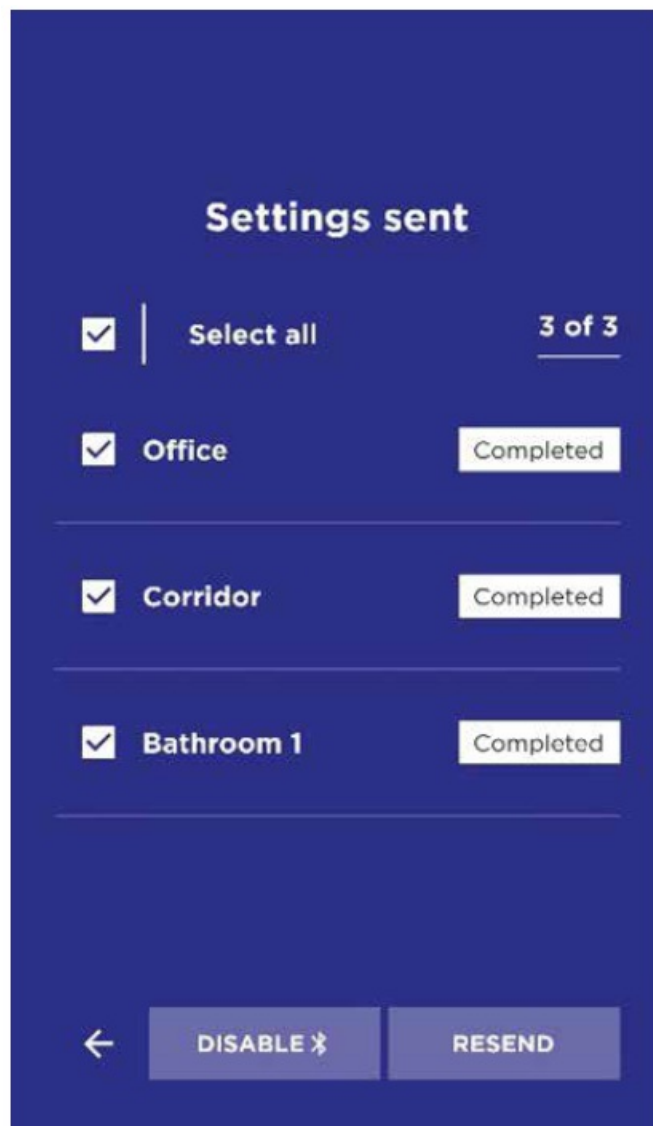 Settings sent
Select all 3 of 3
Office Completed
Corridor Completed
Bathroom 1 Completed
DISABLE RESEND